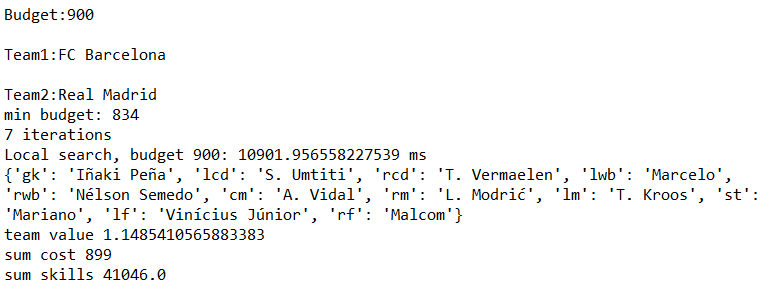 Budget:900
Team1:FC Barcelona
Team2:Real Madrid
min budget: 834
7 iterations
Local search, budget 900: 10901.956558227539 ms
{'gk': 'Iñaki Peña', 'lcd': 'S. Umtiti', 'rcd': 'T. Vermaelen', 'lwb': 'Marcelo',
'rwb': 'Nélson Semedo', 'cm': 'A. Vidal', 'rm': 'L. Modrić', 'lm': 'T. Kroos', 'st':
'Mariano', 'lf': 'Vinícius Júnior', 'rf': 'Malcom'}
team value 1.1485410565883383
sum cost 899
sum skills 41046.0